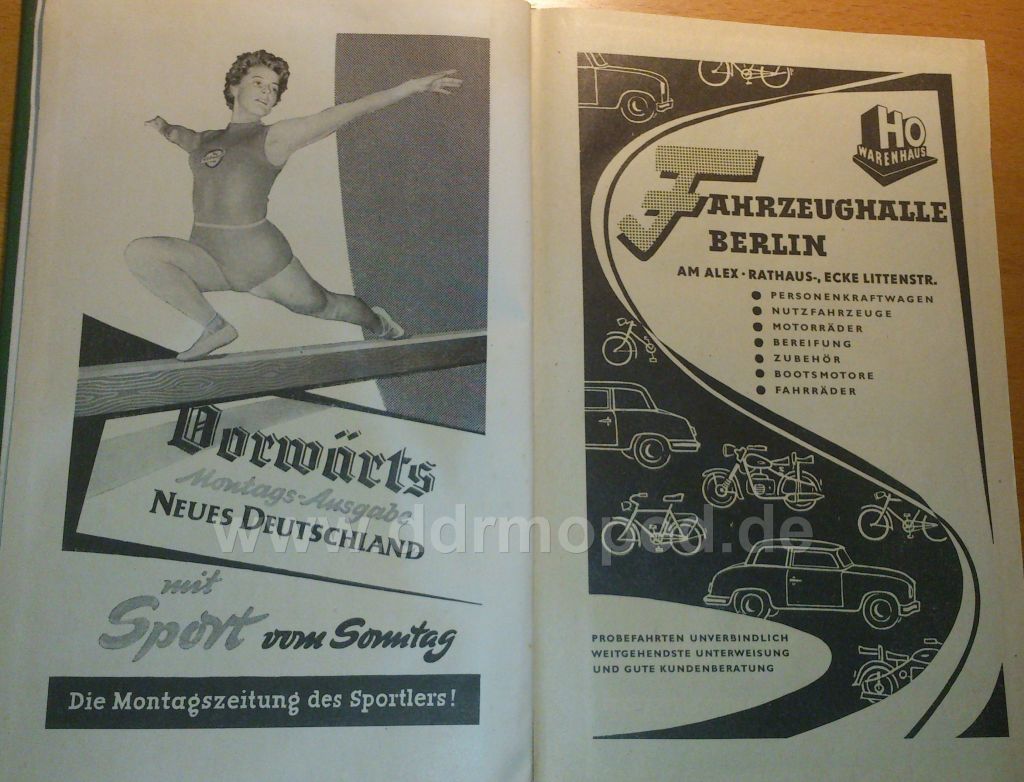 Vorwärts
Montags-Ausgabe
NEUES DEUTSCHLAND
mit
Sport vom Sonntag
Die Montagszeitung des Sportlers!
HO
WARENHAUS
FAHRZEUGHALLE
BERLIN
AM ALEX · RATHAUS-, ECKE LITTENSTR.
● PERSONENKRAFTWAGEN
● NUTZFAHRZEUGE
● MOTORRÄDER
● BEREIFUNG
● ZUBEHÖR
● BOOTSMOTORE
● FAHRRÄDER
PROBEFAHRTEN UNVERBINDLICH
WEITGEHENDSTE UNTERWEISUNG
UND GUTE KUNDENBERATUNG
www.ddrmoped.de